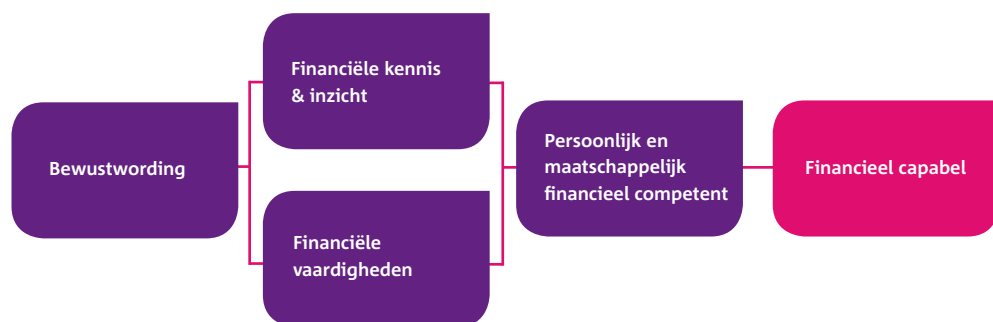 Bewustwording
Financiële kennis
& inzicht
Financiële
vaardigheden
Persoonlijk en
maatschappelijk
financieel competent
Financieel capabel